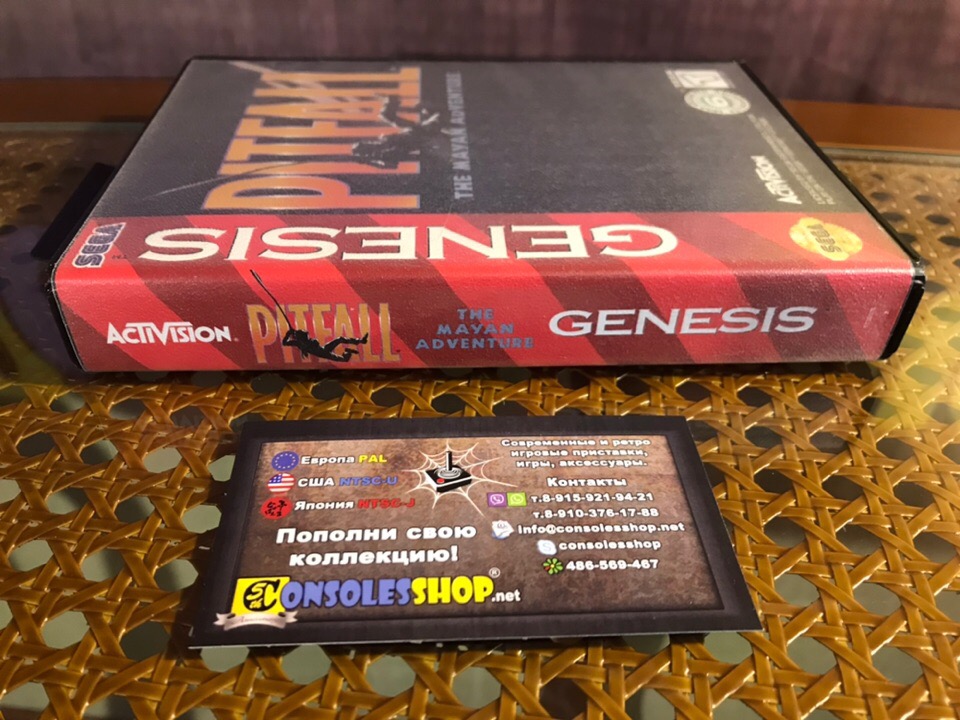 PITFALL
THE MAYAN ADVENTURE
ACTIVISION
SEGA
GENESIS
SEGA
ACTIVISION®
PITFALL
THE
MAYAN
ADVENTURE
GENESIS
Европа PAL
США NTSC-U
Япония NTSC-J
Пополни свою
коллекцию!
CONSOLESSHOP®.net
Современные и ретро
игровые приставки,
игры, аксессуары.
Контакты
т.8-915-921-94-21
т.8-910-376-17-88
info@consolesshop.net
consolesshop
486-569-467